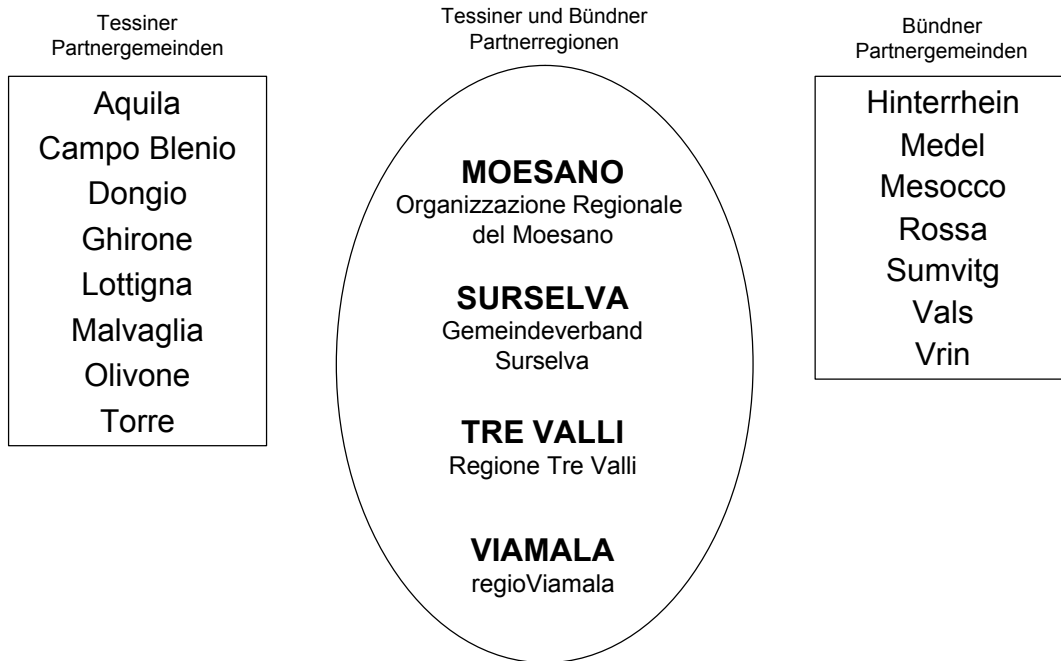 Tessiner
Partnergemeinden
Aquila
Campo Blenio
Dongio
Ghirone
Lottigna
Malvaglia
Olivone
Torre
Tessiner und Bündner
Partnerregionen
MOESANO
Organizzazione Regionale
del Moesano
SURSELVA
Gemeindeverband
Surselva
TRE VALLI
Regione Tre Valli
VIAMALA
regioViamala
Bündner
Partnergemeinden
Hinterrhein
Medel
Mesocco
Rossa
Sumvitg
Vals
Vrin